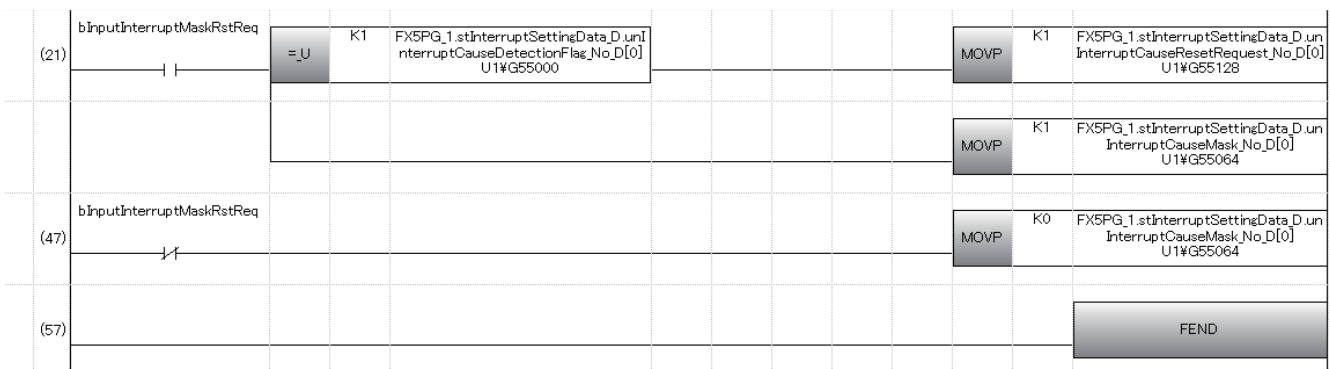 bInputInterruptMaskRstReq
(21)
=_U
K1
FX5PG_1.stInterruptSettingData_D.unI
nterruptCauseDetectionFlag_No_D[0]
U1¥G55000
MOVP
K1
FX5PG_1.stInterruptSettingData_D.un
InterruptCauseResetRequest_No_D[0]
U1¥G55128
MOVP
K1
FX5PG_1.stInterruptSettingData_D.un
InterruptCauseMask_No_D[0]
U1¥G55064
bInputInterruptMaskRstReq
(47)
MOVP
K0
FX5PG_1.stInterruptSettingData_D.un
InterruptCauseMask_No_D[0]
U1¥G55064
(57)
FEND